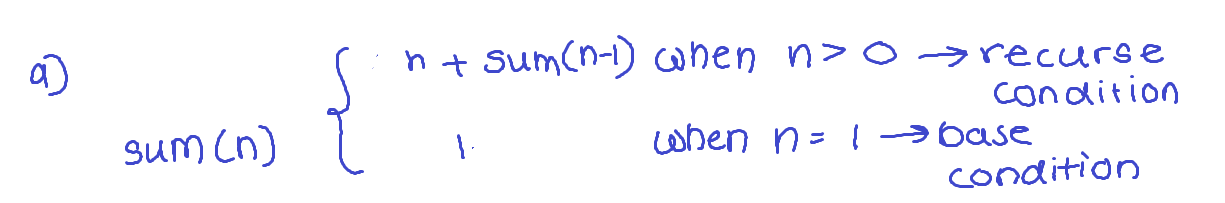 a)
n + sum(n-1) when n > 0 → recurse
condition
sum(n)
1. when n = 1 → base
condition